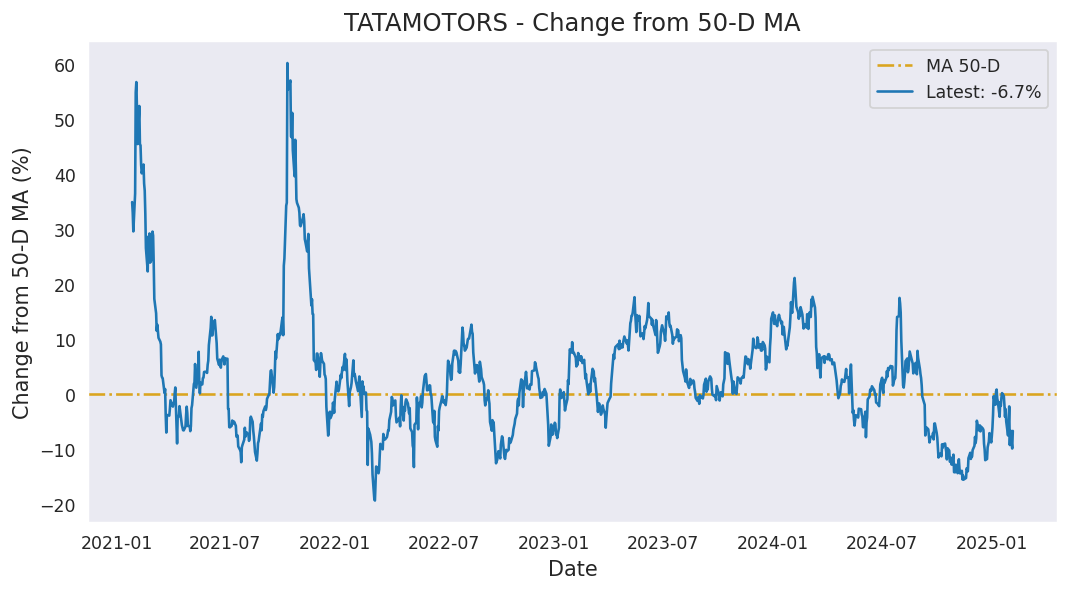 TATAMOTORS - Change from 50-D MA
MA 50-D
Latest: -6.7%
Change from 50-D MA (%)
60
50
40
30
20
10
0
−10
−20
2021-01 2021-07 2022-01 2022-07 2023-01 2023-07 2024-01 2024-07 2025-01
Date